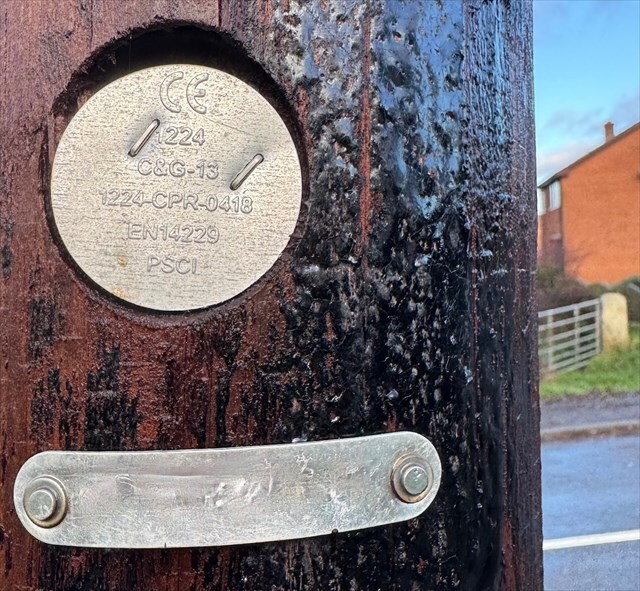 CE
1224
C&G-13
1224-CPR-0418
EN14229
PSCI